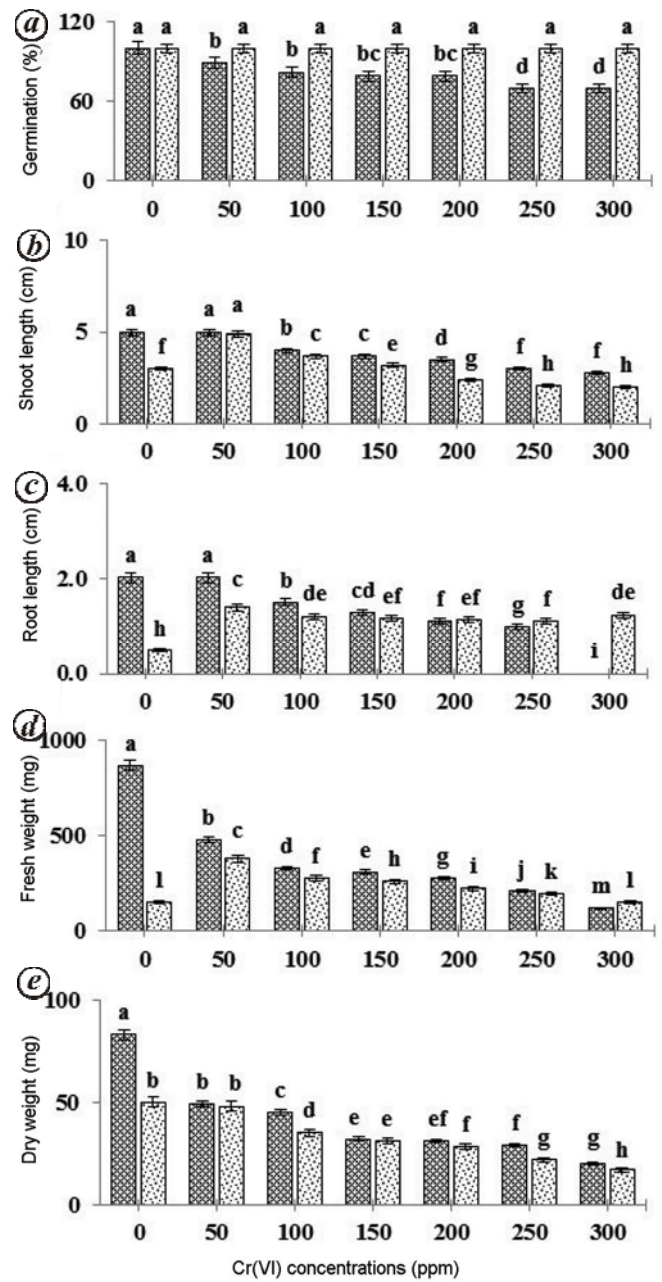 a
120
60
0
Germination (%)
a a b a b a bc a bc a d a d a
0 50 100 150 200 250 300
b
10
5
0
Shoot length (cm)
a f a a b c c e d g f h f h
0 50 100 150 200 250 300
c
4.0
2.0
0.0
Root length (cm)
a h a c b de cd ef f ef g f i de
0 50 100 150 200 250 300
d
1000
500
0
Fresh weight (mg)
a l b c d f e h g i j k m l
0 50 100 150 200 250 300
e
100
50
0
Dry weight (mg)
a b b b c d e e ef f f g g h
0 50 100 150 200 250 300
Cr(VI) concentrations (ppm)